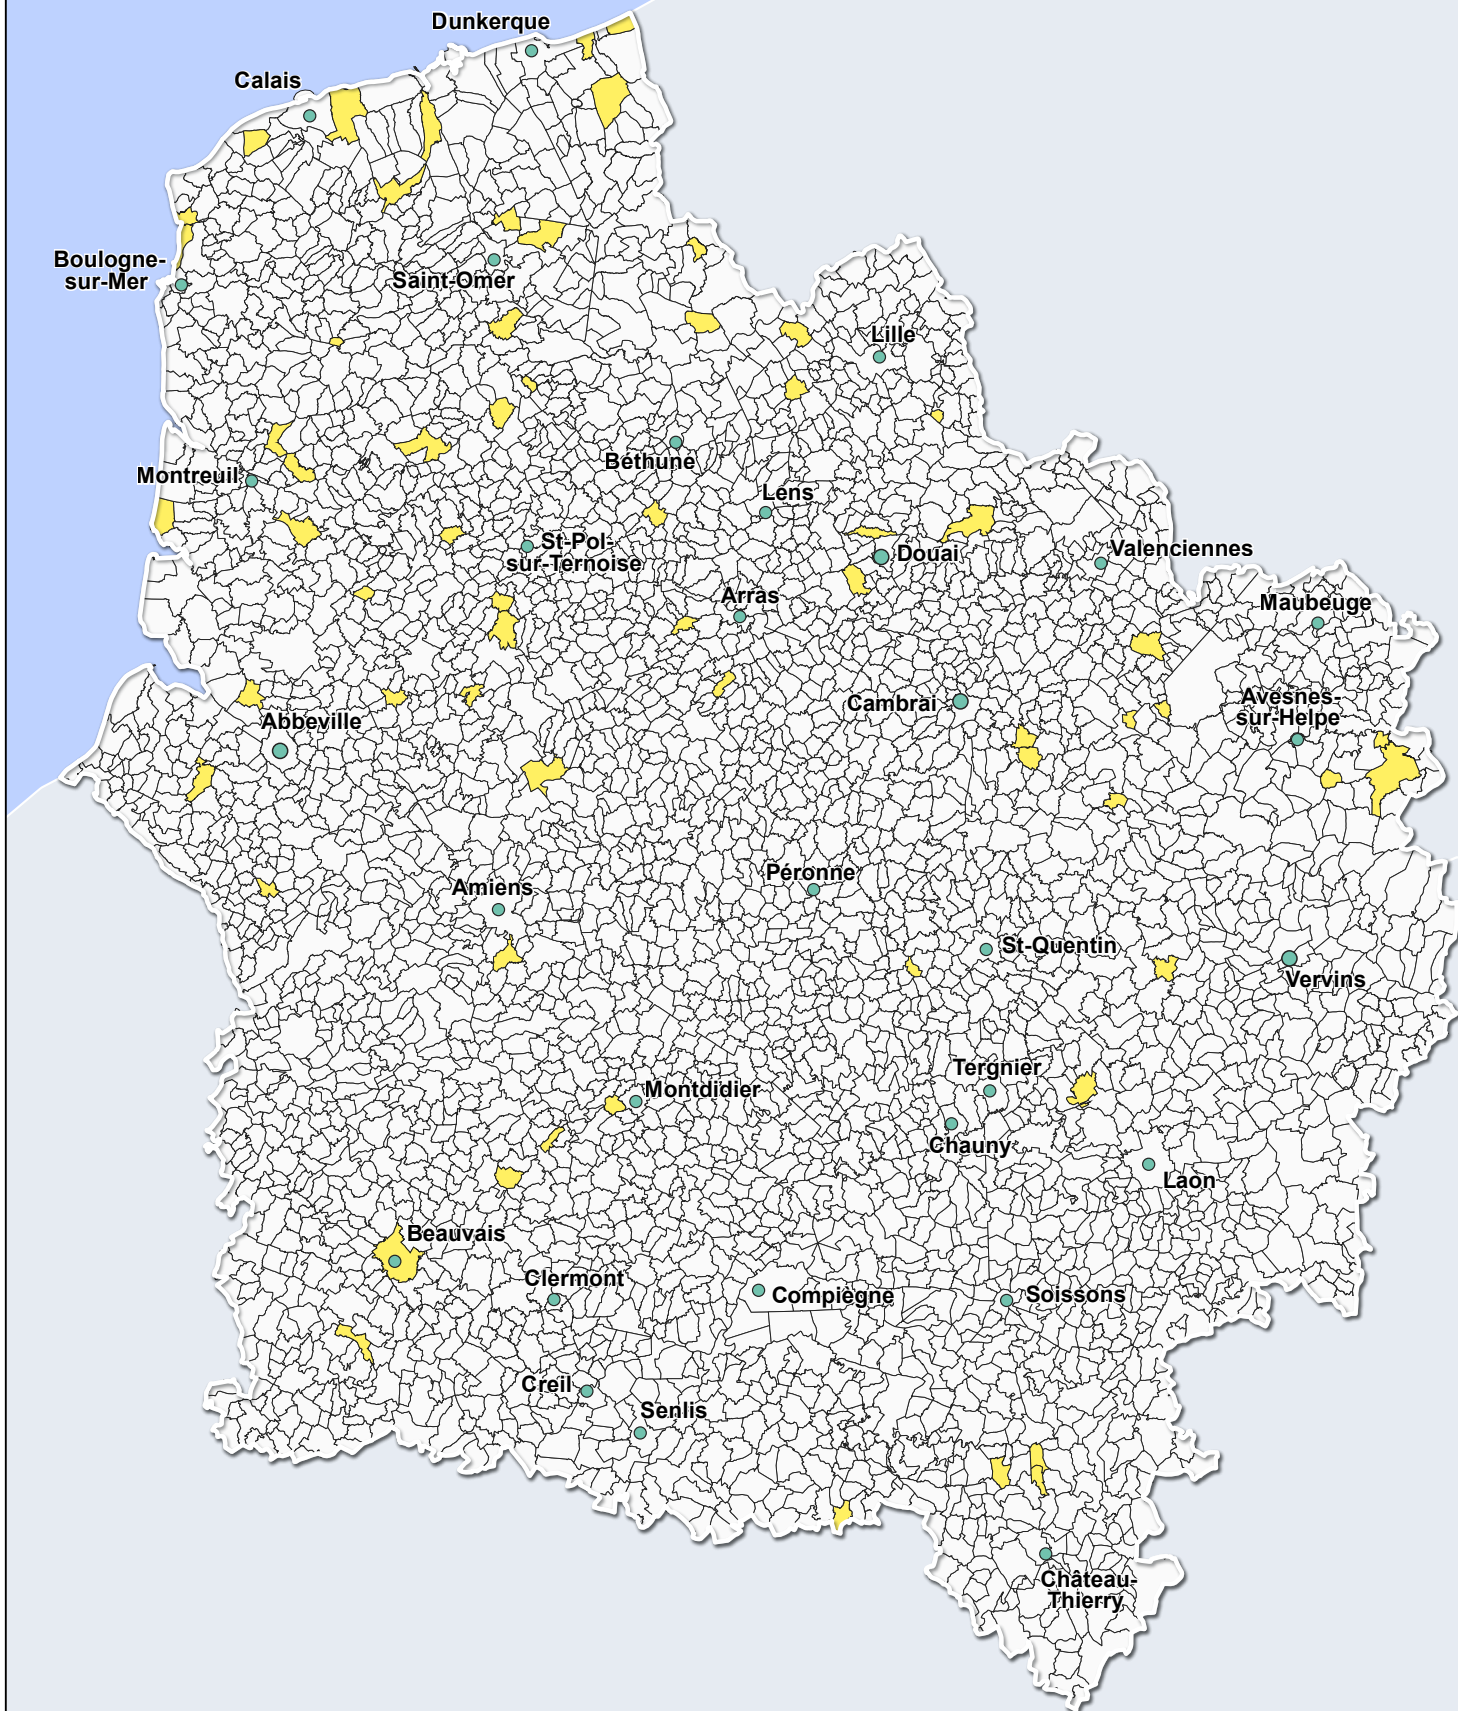 Dunkerque
Calais
Boulogne-
sur-Mer
Saint-Omer
Lille
Béthune
Montreuil
Lens
St-Pol-
sur-Ternoise
Douai
Valenciennes
Arras
Maubeuge
Cambrai
Avesnes-
sur-Helpe
Abbeville
Péronne
Amiens
St-Quentin
Vervins
Tergnier
Montdidier
Chauny
Laon
Beauvais
Clermont
Compiègne
Soissons
Creil
Senlis
Château-
Thierry